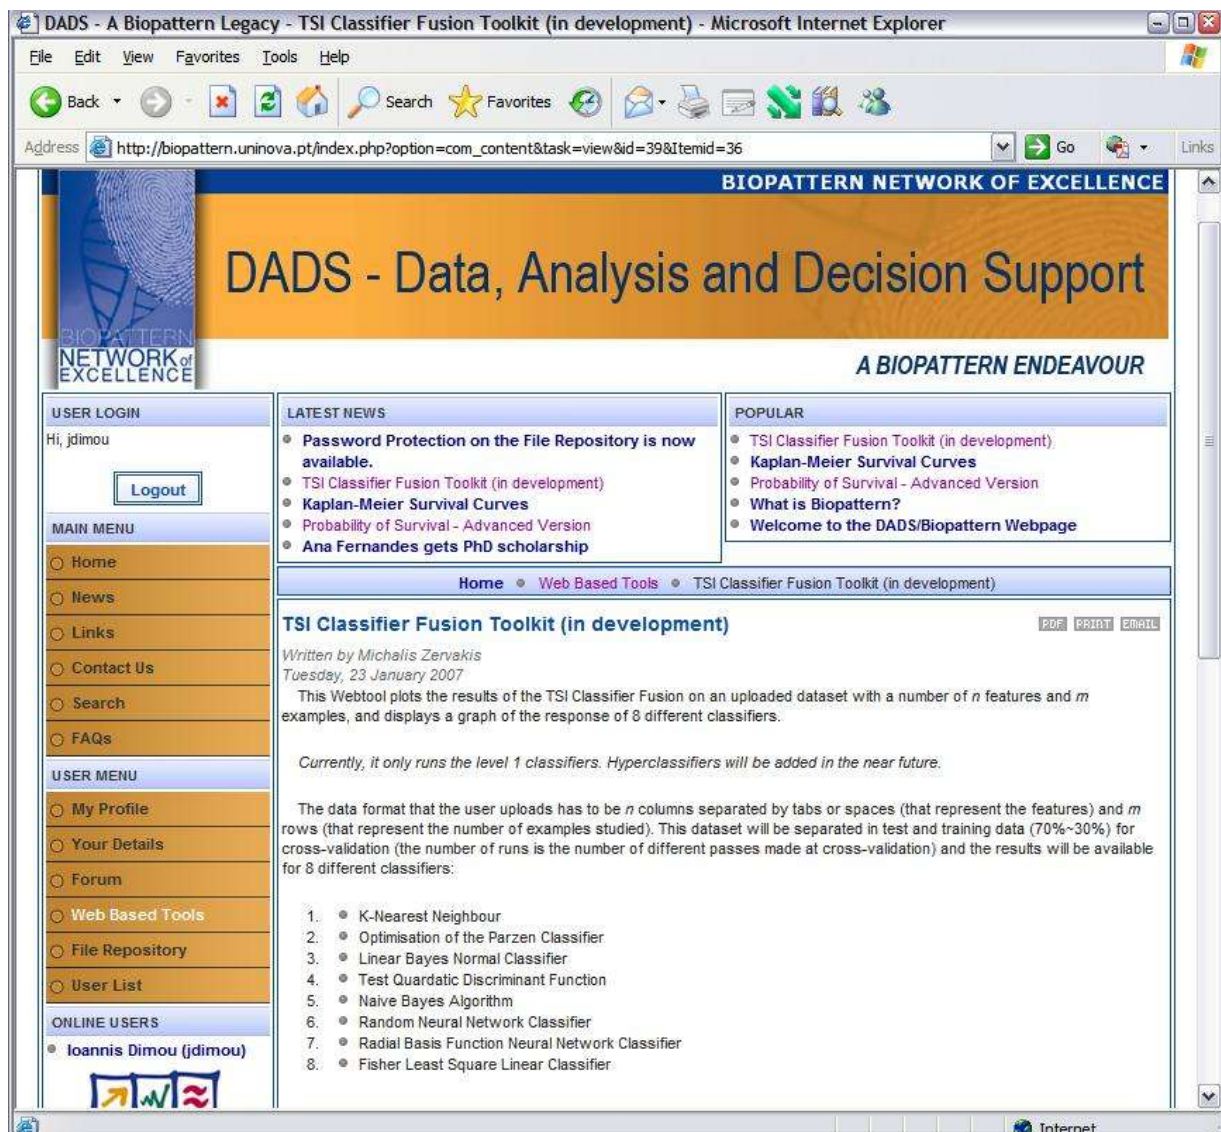 DADS - A Biopattern Legacy - TSI Classifier Fusion Toolkit (in development) - Microsoft Internet Explorer
File Edit View Favorites Tools Help
Back Search Favorites
Address http://biopattern.uninova.pt/index.php?option=com_content&task=view&id=39&Itemid=36 Go Links
BIOPATTERN NETWORK OF EXCELLENCE
DADS - Data, Analysis and Decision Support
BIOPATTERN
NETWORK of
EXCELLENCE
A BIOPATTERN ENDEAVOUR
USER LOGIN
Hi, jdimou
Logout
MAIN MENU
Home
News
Links
Contact Us
Search
FAQs
USER MENU
My Profile
Your Details
Forum
Web Based Tools
File Repository
User List
ONLINE USERS
Ioannis Dimou (jdimou)
LATEST NEWS
Password Protection on the File Repository is now
available.
TSI Classifier Fusion Toolkit (in development)
Kaplan-Meier Survival Curves
Probability of Survival - Advanced Version
Ana Fernandes gets PhD scholarship
POPULAR
TSI Classifier Fusion Toolkit (in development)
Kaplan-Meier Survival Curves
Probability of Survival - Advanced Version
What is Biopattern?
Welcome to the DADS/Biopattern Webpage
Home Web Based Tools TSI Classifier Fusion Toolkit (in development)
TSI Classifier Fusion Toolkit (in development) PDF PRINT EMAIL
Written by Michalis Zervakis
Tuesday, 23 January 2007
This Webtool plots the results of the TSI Classifier Fusion on an uploaded dataset with a number of n features and m
examples, and displays a graph of the response of 8 different classifiers.
Currently, it only runs the level 1 classifiers. Hyperclassifiers will be added in the near future.
The data format that the user uploads has to be n columns separated by tabs or spaces (that represent the features) and m
rows (that represent the number of examples studied). This dataset will be separated in test and training data (70%~30%) for
cross-validation (the number of runs is the number of different passes made at cross-validation) and the results will be available
for 8 different classifiers:
1. K-Nearest Neighbour
2. Optimisation of the Parzen Classifier
3. Linear Bayes Normal Classifier
4. Test Quardatic Discriminant Function
5. Naive Bayes Algorithm
6. Random Neural Network Classifier
7. Radial Basis Function Neural Network Classifier
8. Fisher Least Square Linear Classifier
Internet